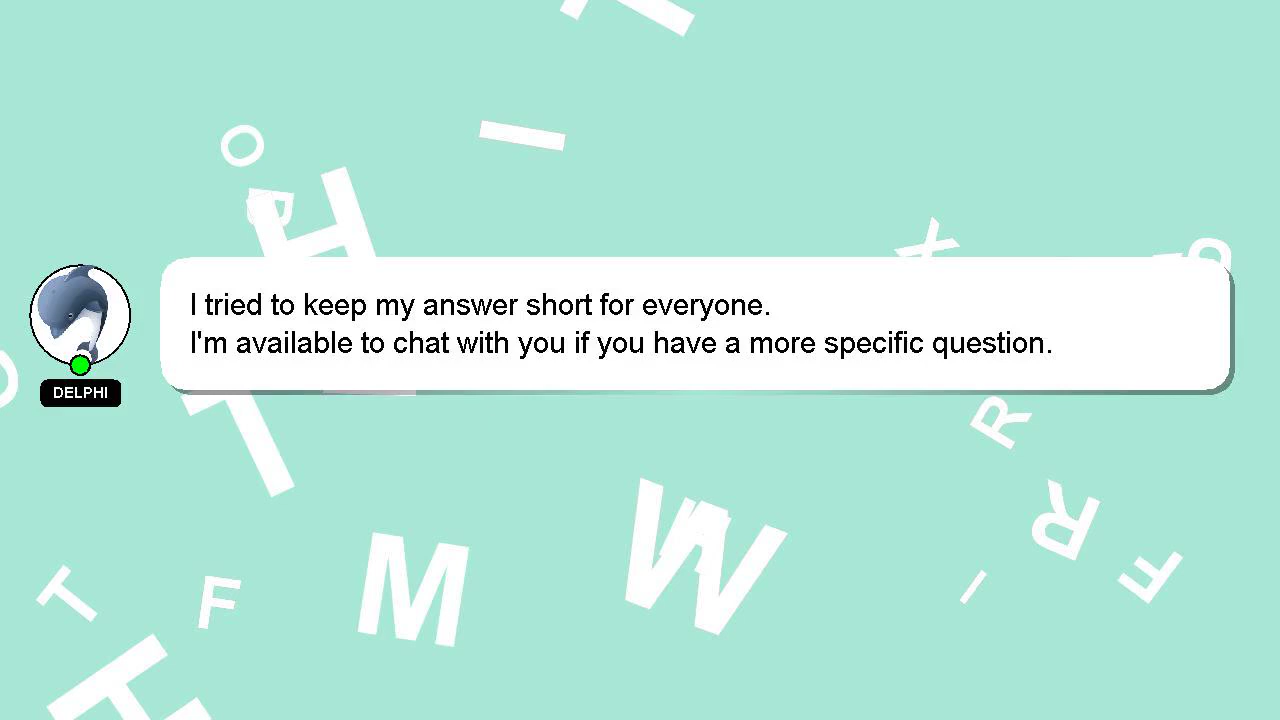 I tried to keep my answer short for everyone.
I'm available to chat with you if you have a more specific question.
DELPHI